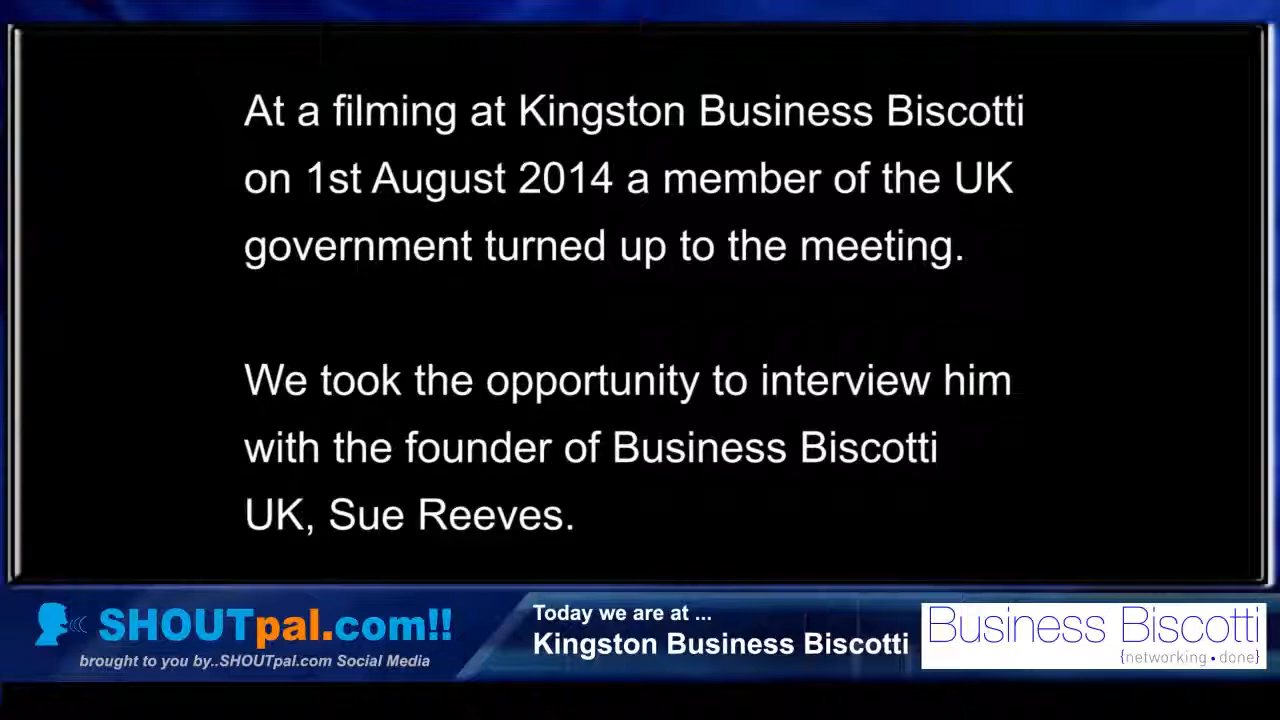 At a filming at Kingston Business Biscotti
on 1st August 2014 a member of the UK
government turned up to the meeting.
We took the opportunity to interview him
with the founder of Business Biscotti
UK, Sue Reeves.
SHOUTpal.com!!
brought to you by..SHOUTpal.com Social Media
Today we are at ...
Kingston Business Biscotti
Business Biscotti
{networking•done}